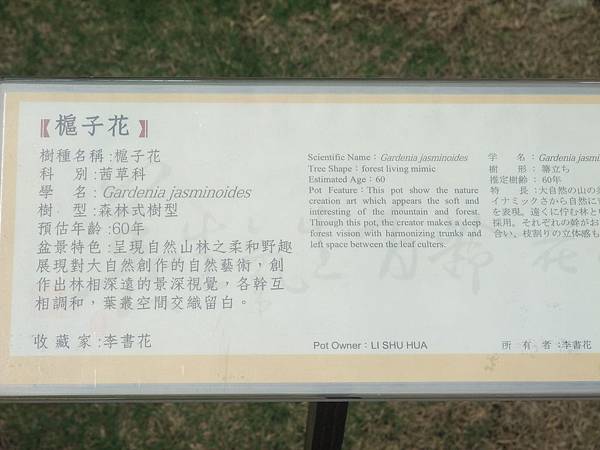 【槴子花】
樹種名稱:槴子花
科 別:茜草科
學 名: Gardenia jasminoides
樹 型:森林式樹型
預估年齡:60年
盆景特色:呈現自然山林之柔和野趣
展現對大自然創作的自然藝術，創
作出林相深遠的景深視覺，各幹互
相調和，葉叢空間交織留白。
收藏家:李書花
Scientific Name：Gardenia jasminoides
Tree Shape：forest living mimic
Estimated Age：60
Pot Feature：This pot show the nature
creation art which appears the soft and
interesting of the mountain and forest.
Through this pot, the creator makes a deep
forest vision with harmonizing trunks and
left space between the leaf culters.
Pot Owner：LI SHU HUA
学 名：Gardenia jasmi
樹 形：寄立ち
推定樹齢：60年
特 長：大自然の山の
イナミックさから自然に
を表現。遠くに佇む林と
採用。それぞれの幹がお
合い、枝割りの立体感も
所有者:李書花